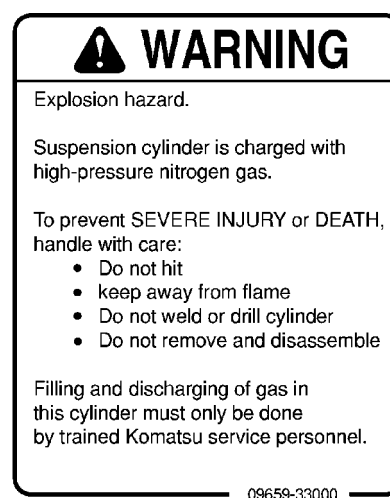 WARNING
Explosion hazard.
Suspension cylinder is charged with
high-pressure nitrogen gas.
To prevent SEVERE INJURY or DEATH,
handle with care:
• Do not hit
• keep away from flame
• Do not weld or drill cylinder
• Do not remove and disassemble
Filling and discharging of gas in
this cylinder must only be done
by trained Komatsu service personnel.
09659-33000